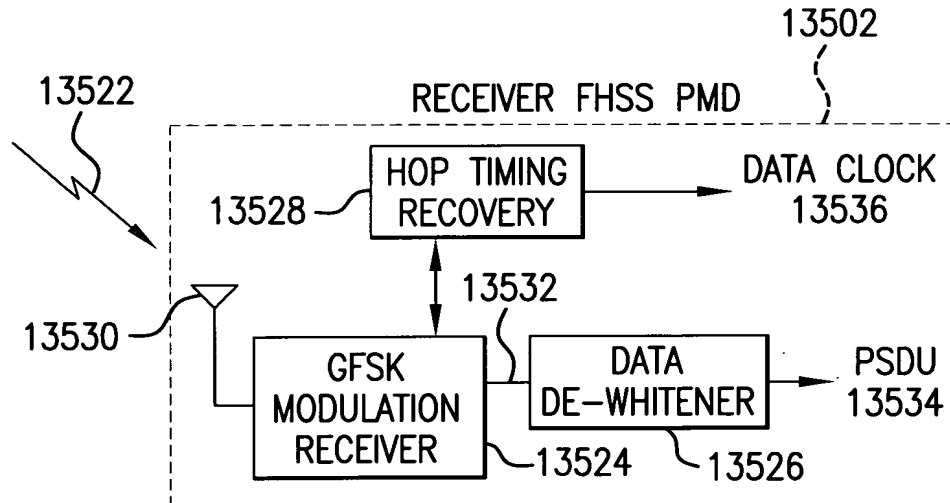 13502
13522
RECEIVER FHSS PMD
HOP TIMING
RECOVERY
13528
DATA CLOCK
13536
13532
13530
GFSK
MODULATION
RECEIVER
13524
DATA
DE-WHITENER
13526
PSDU
13534